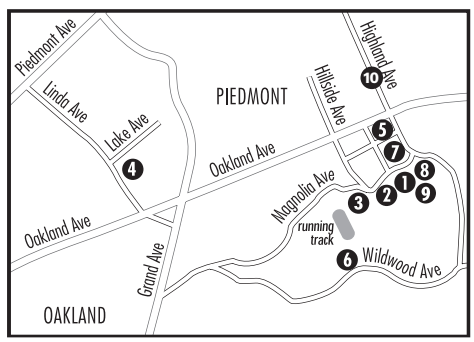 Piedmont Ave
Highland Ave
10
Linda Ave
Lake Ave
PIEDMONT
Hillside Ave
5
7
4
Oakland Ave
8
1
9
2
3
Magnolia Ave
running
track
Oakland Ave
6
Wildwood Ave
Grand Ave
OAKLAND